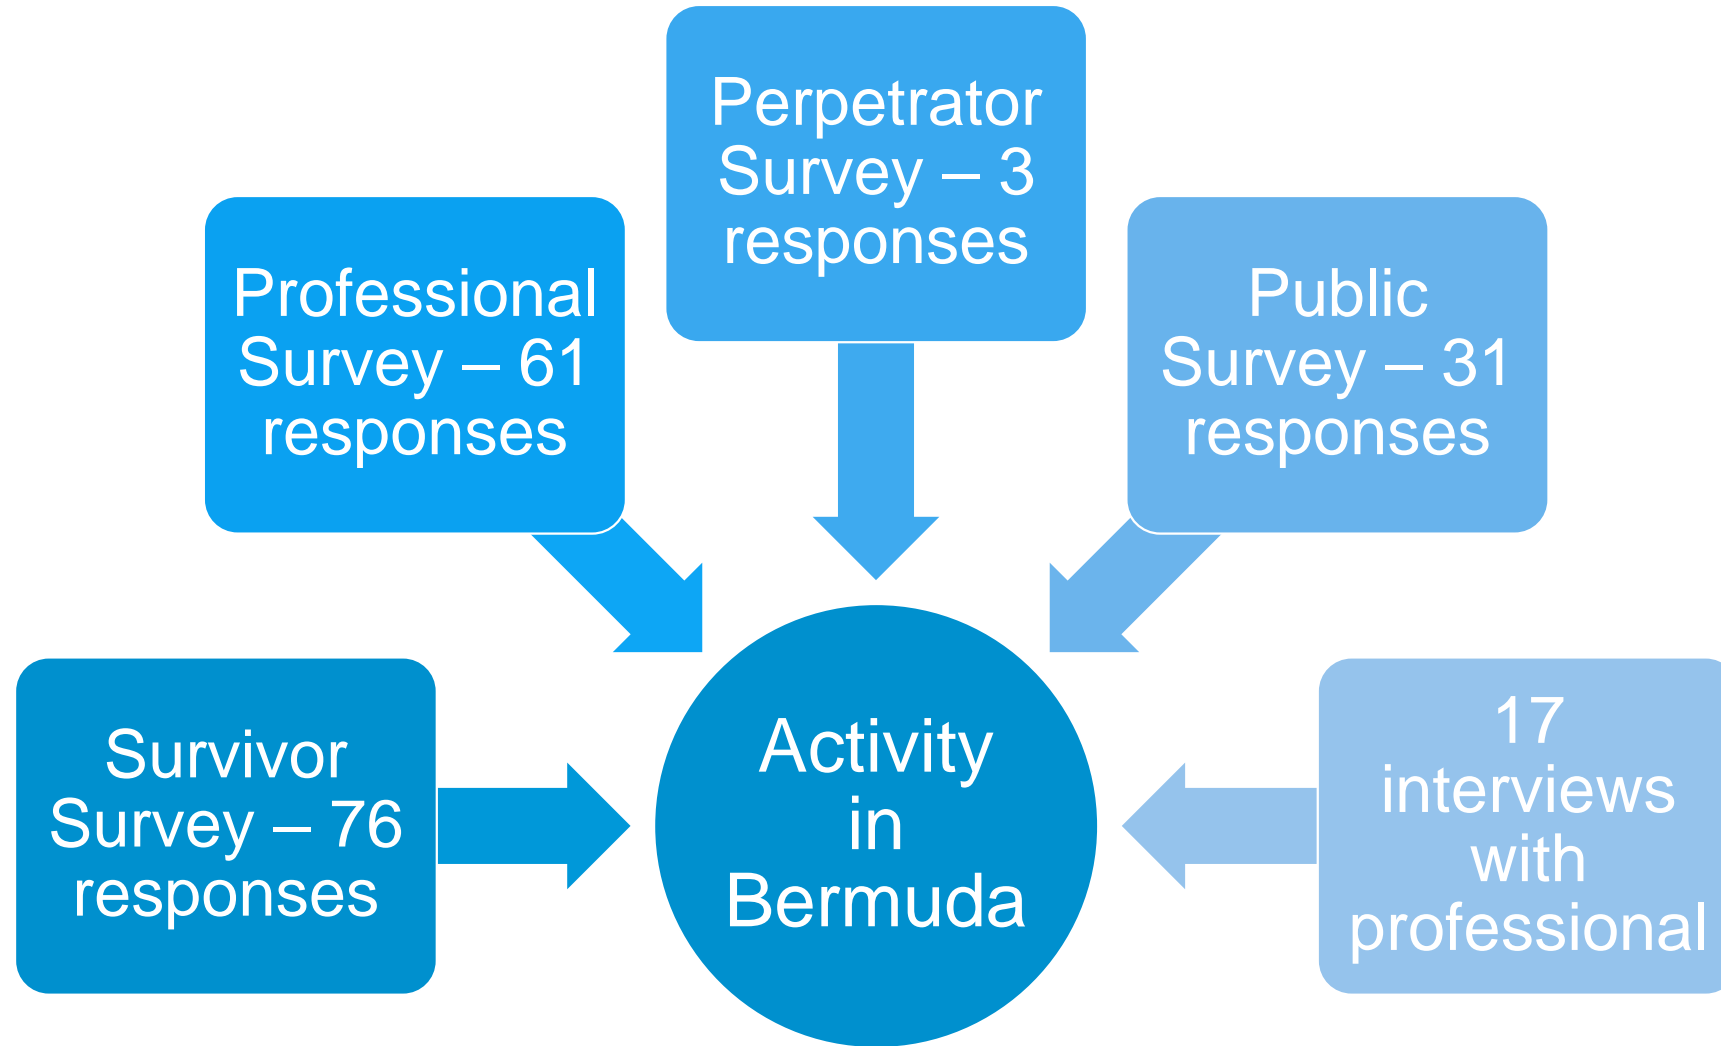 Perpetrator
Survey – 3
responses
Professional
Survey – 61
responses
Public
Survey – 31
responses
Survivor
Survey – 76
responses
Activity
in
Bermuda
17
interviews
with
professional